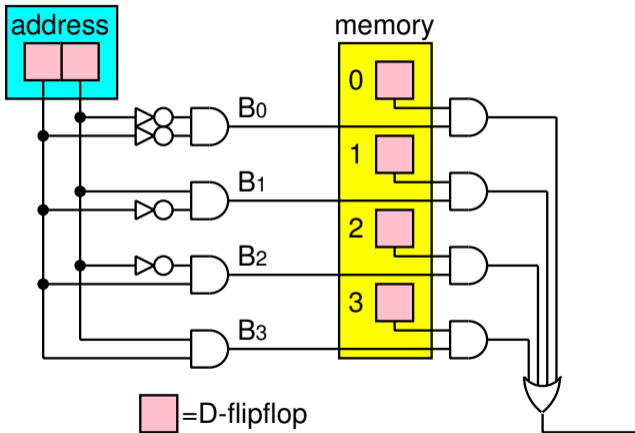 address
memory
0
B0
1
B1
2
B2
3
B3
=D-flipflop